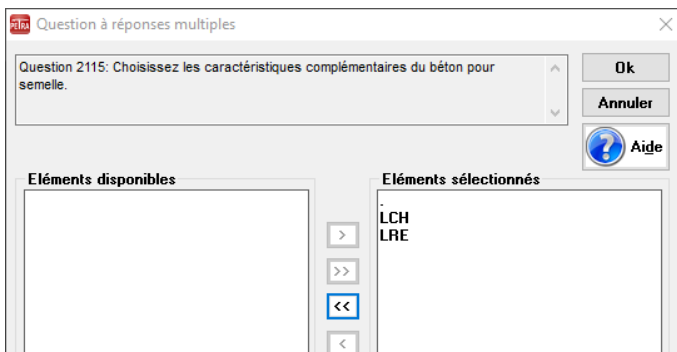 PETRA Question à réponses multiples
Question 2115: Choisissez les caractéristiques complémentaires du béton pour
semelle.
Ok
Annuler
? Aide
Eléments disponibles
Eléments sélectionnés
.
LCH
LRE
>
>>
<<
<